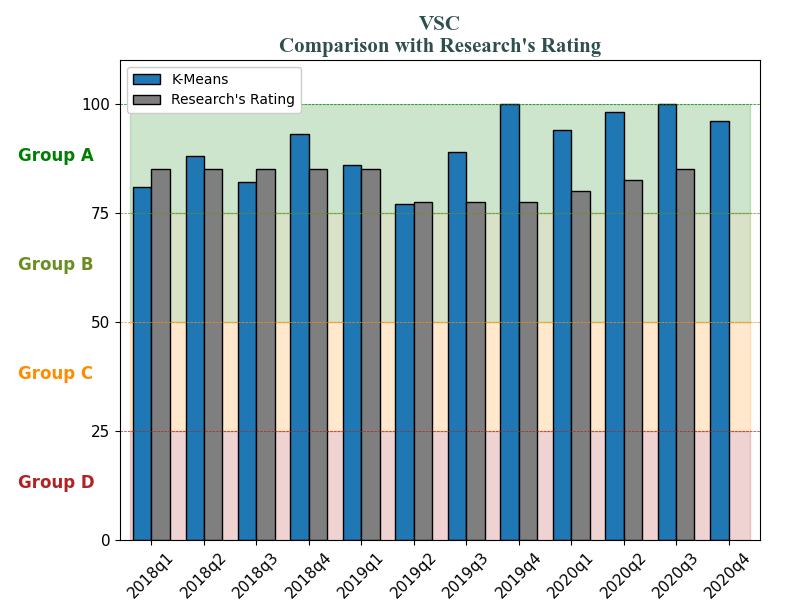 VSC
Comparison with Research's Rating
K-Means
Research's Rating
100
Group A
75
Group B
50
Group C
25
Group D
0
2018q1 2018q2 2018q3 2018q4 2019q1 2019q2 2019q3 2019q4 2020q1 2020q2 2020q3 2020q4